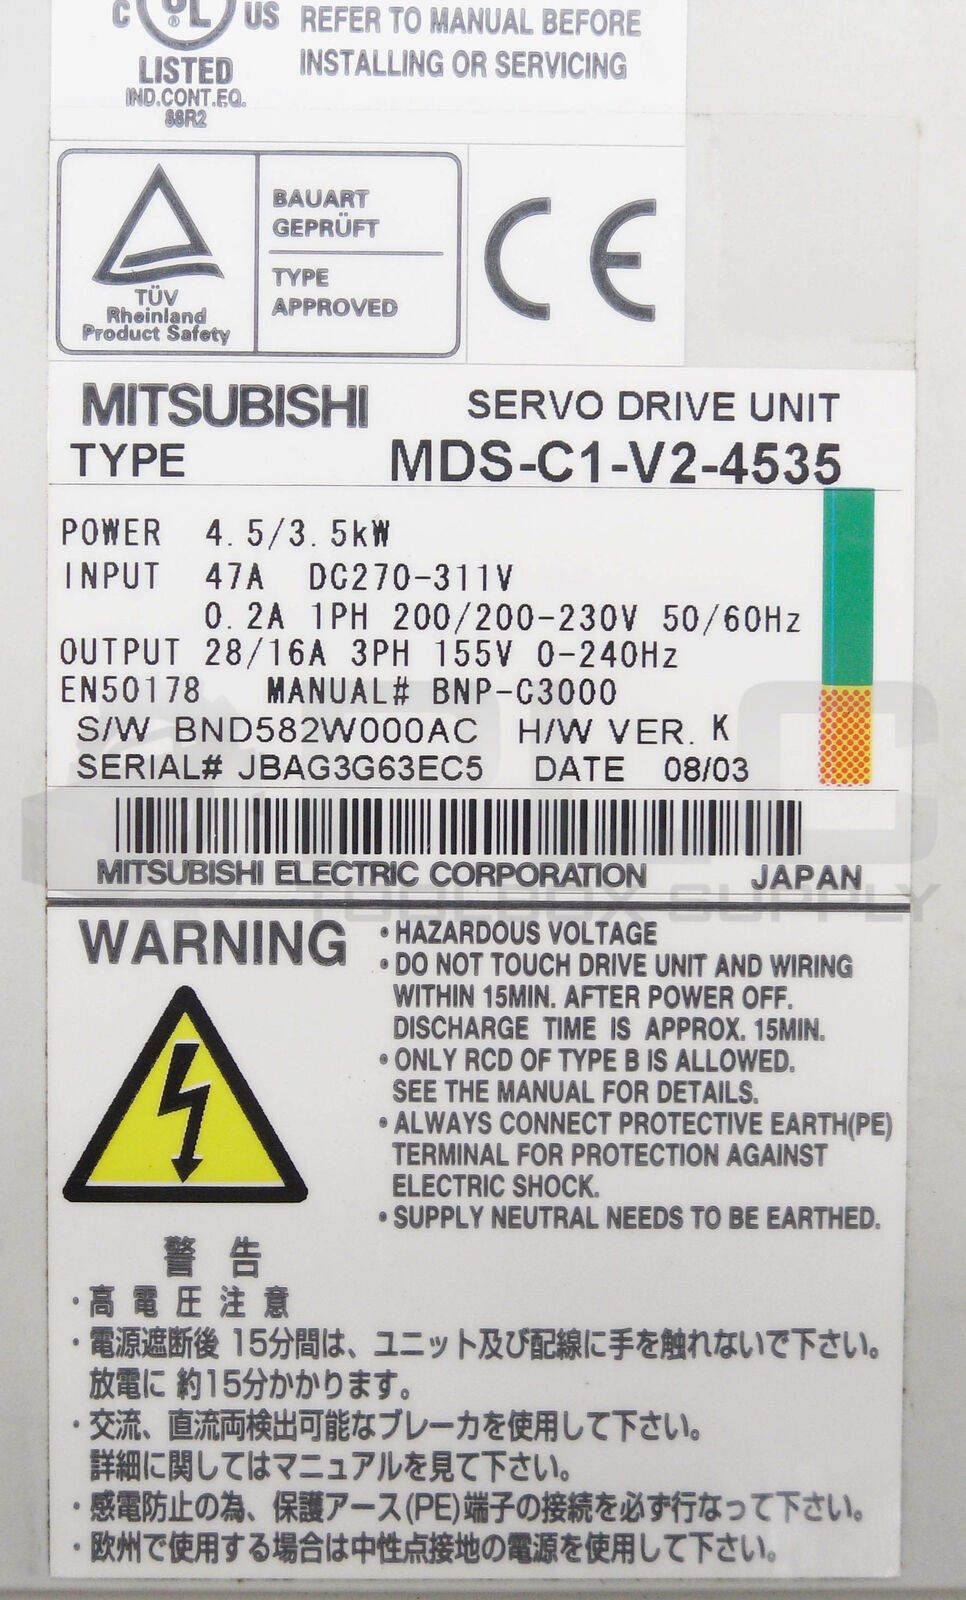 C UL US
LISTED
IND.CONT.EQ.
88R2
REFER TO MANUAL BEFORE
INSTALLING OR SERVICING
TÜV
Rheinland
Product Safety
BAUART
GEPRÜFT
TYPE
APPROVED
CE
MITSUBISHI SERVO DRIVE UNIT
TYPE MDS-C1-V2-4535
POWER 4.5/3.5kW
INPUT 47A DC270-311V
0.2A 1PH 200/200-230V 50/60Hz
OUTPUT 28/16A 3PH 155V 0-240Hz
EN50178 MANUAL# BNP-C3000
S/W BND582W000AC H/W VER. K
SERIAL# JBAG3G63EC5 DATE 08/03
MITSUBISHI ELECTRIC CORPORATION JAPAN
PLC
TOOLBOX SUPPLY
WARNING
•HAZARDOUS VOLTAGE
•DO NOT TOUCH DRIVE UNIT AND WIRING
WITHIN 15MIN. AFTER POWER OFF.
DISCHARGE TIME IS APPROX. 15MIN.
•ONLY RCD OF TYPE B IS ALLOWED.
SEE THE MANUAL FOR DETAILS.
•ALWAYS CONNECT PROTECTIVE EARTH(PE)
TERMINAL FOR PROTECTION AGAINST
ELECTRIC SHOCK.
•SUPPLY NEUTRAL NEEDS TO BE EARTHED.
警 告
・高 電 圧 注 意
・電源遮断後 15分間は、ユニット及び配線に手を触れないで下さい。
放電に 約15分かかります。
・交流、直流両検出可能なブレーカを使用して下さい。
詳細に関してはマニュアルを見て下さい。
・感電防止の為、保護アース(PE)端子の接続を必ず行なって下さい。
・欧州で使用する場合は中性点接地の電源を使用して下さい。